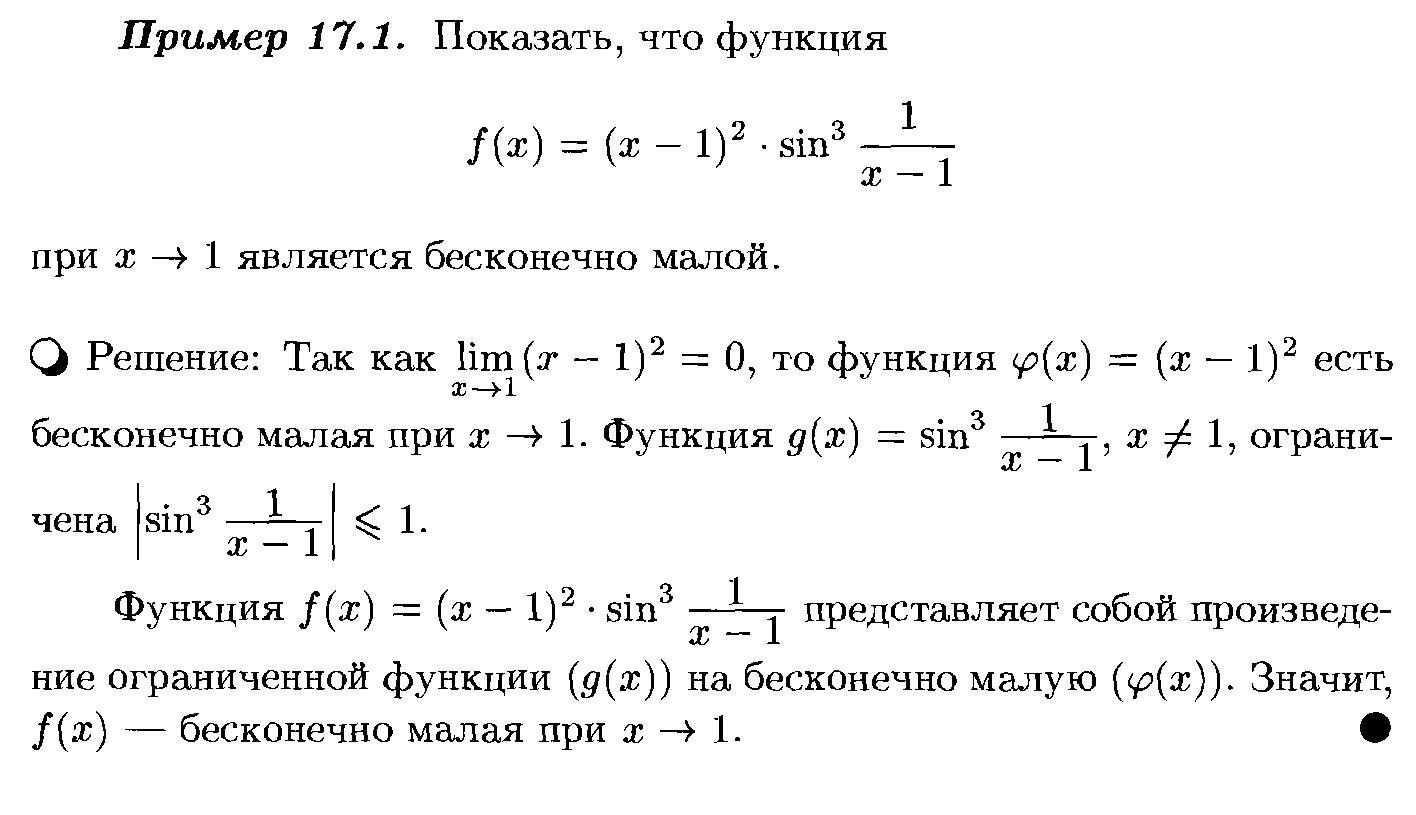 Пример 17.1. Показать, что функция
f(x) = (x − 1)² · sin³ 1/(x − 1)
при x → 1 является бесконечно малой.
Решение: Так как lim_{x→1} (x − 1)² = 0, то функция φ(x) = (x − 1)² есть
бесконечно малая при x → 1. Функция g(x) = sin³ 1/(x − 1), x ≠ 1, ограни-
чена |sin³ 1/(x − 1)| ⩽ 1.
Функция f(x) = (x − 1)² · sin³ 1/(x − 1) представляет собой произведе-
ние ограниченной функции (g(x)) на бесконечно малую (φ(x)). Значит,
f(x) — бесконечно малая при x → 1.